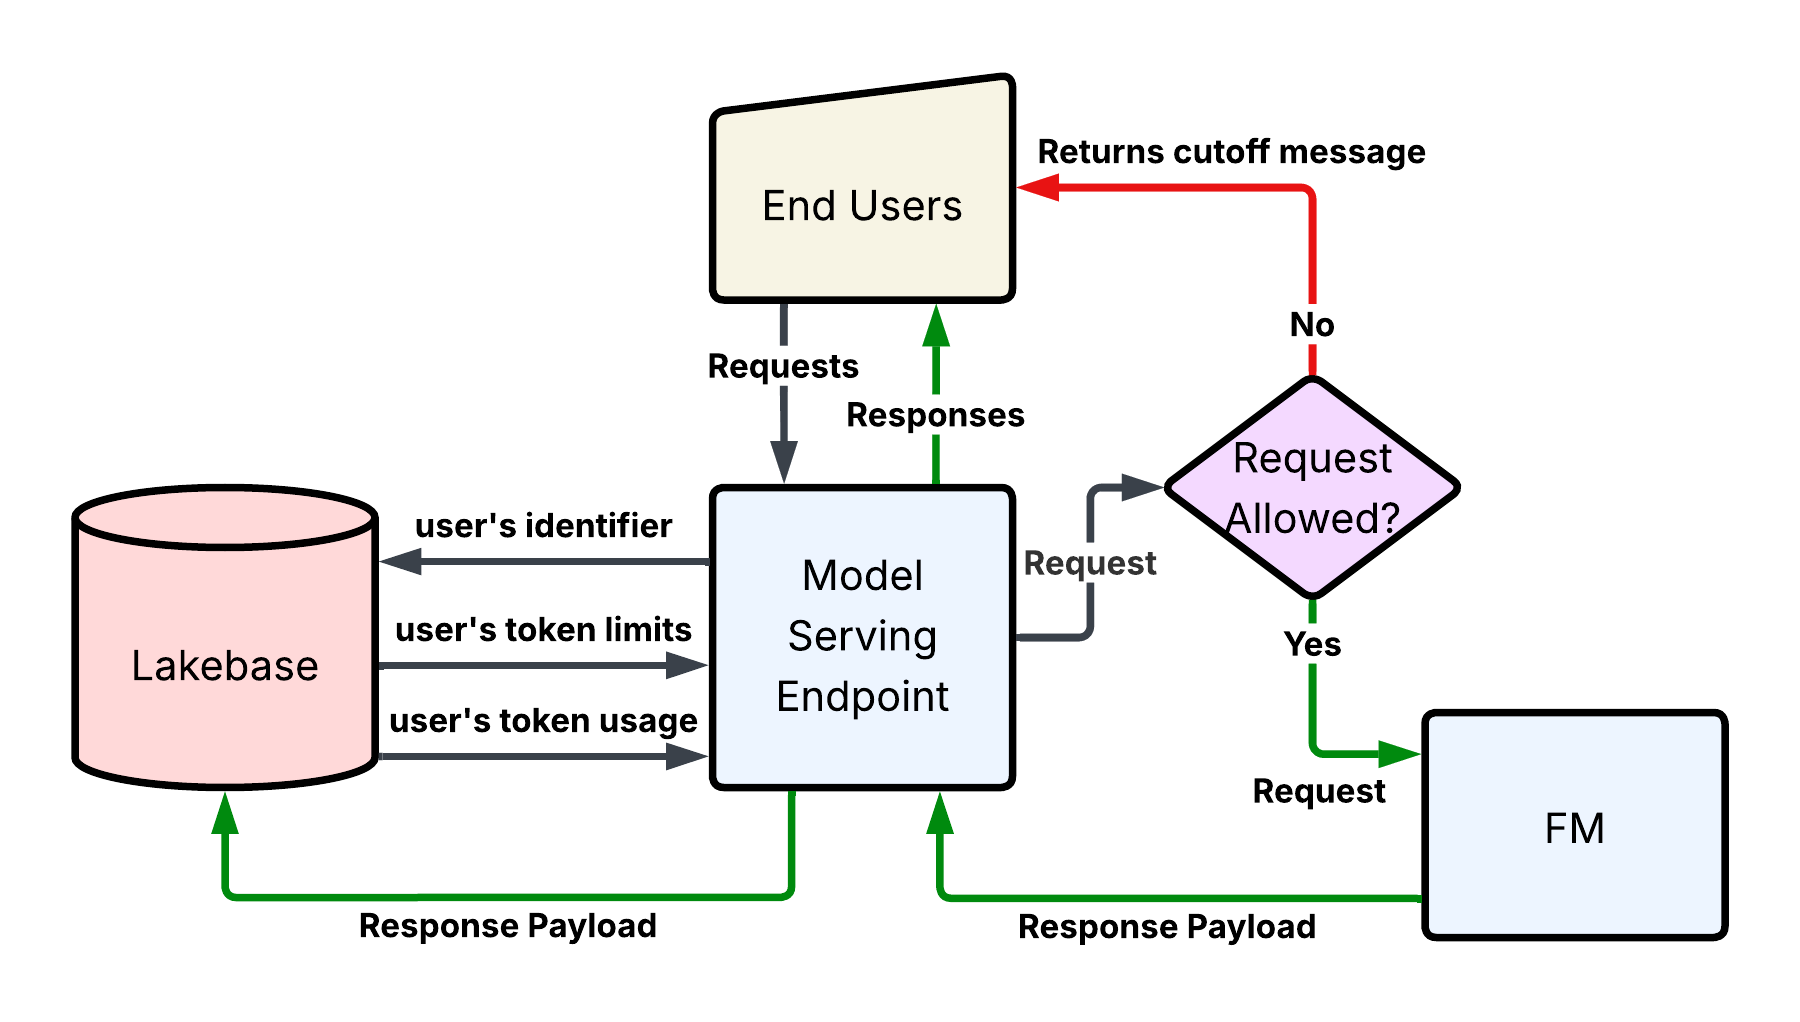 Returns cutoff message
End Users
No
Requests
Responses
Request
Allowed?
user's identifier
Request
Model
Serving
Endpoint
user's token limits
Yes
Lakebase
user's token usage
Request
FM
Response Payload
Response Payload